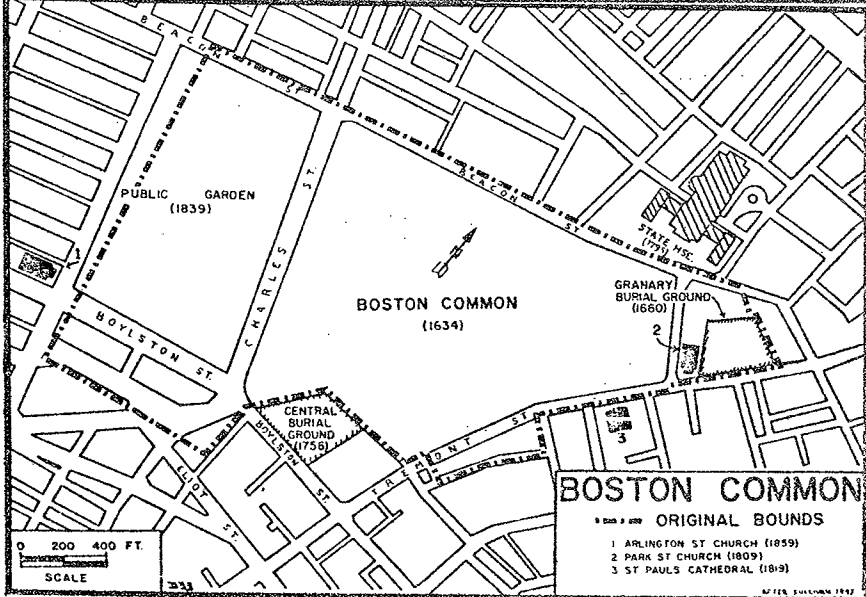 BEACON
ST
PUBLIC GARDEN
(1839)
CHARLES ST.
BEACON
ST
STATE HSE.
(1795)
BOSTON COMMON
(1634)
GRANARY
BURIAL GROUND
(1660)
1
2
3
BOYLSTON ST.
CENTRAL
BURIAL
GROUND
(1756)
BOYLSTON ST.
TREMONT ST
ELIOT ST.
0 200 400 FT.
SCALE
BOSTON COMMON
ORIGINAL BOUNDS
1 ARLINGTON ST CHURCH (1859)
2 PARK ST CHURCH (1809)
3 ST PAULS CATHEDRAL (1819)
AFTER